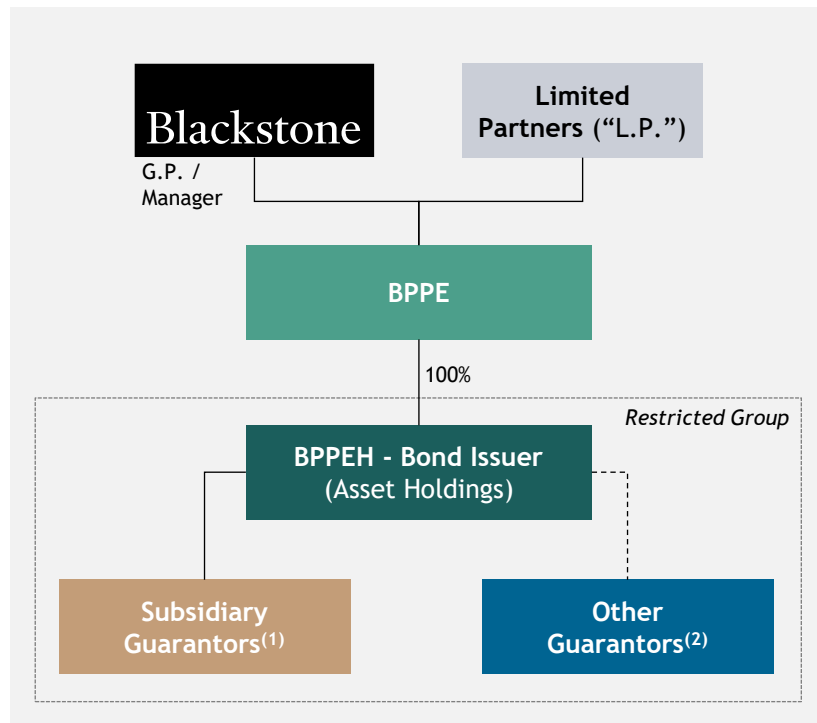 Blackstone
Limited
Partners (“L.P.”)
G.P. /
Manager
BPPE
100%
Restricted Group
BPPEH - Bond Issuer
(Asset Holdings)
Subsidiary
Guarantors(1)
Other
Guarantors(2)